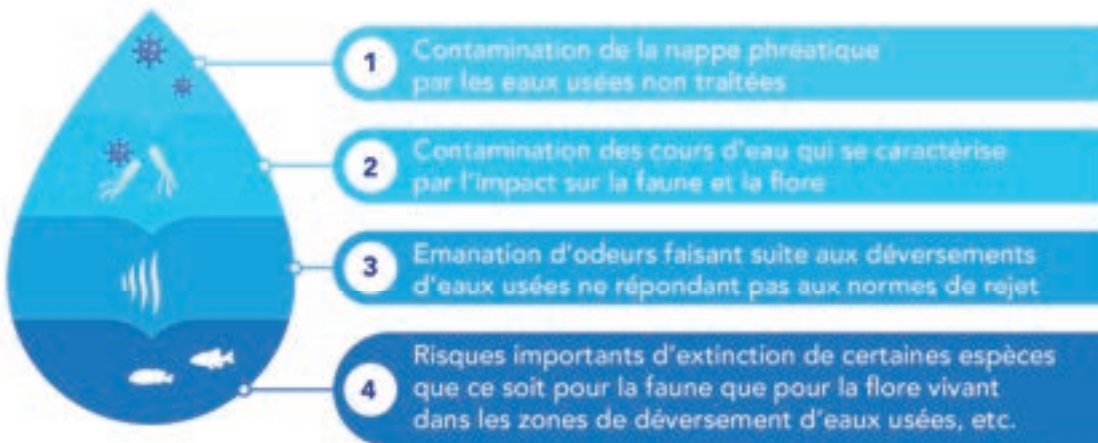 1 Contamination de la nappe phréatique
par les eaux usées non traîtées
2 Contamination des cours d'eau qui se caractérise
par l'impact sur la faune et la flore
3 Emanation d'odeurs faisant suite aux déversements
d'eaux usées ne répondant pas aux normes de rejet
4 Risques importants d'extinction de certaines espèces
que ce soit pour la faune que pour la flore vivant
dans les zones de déversement d'eaux usées, etc.